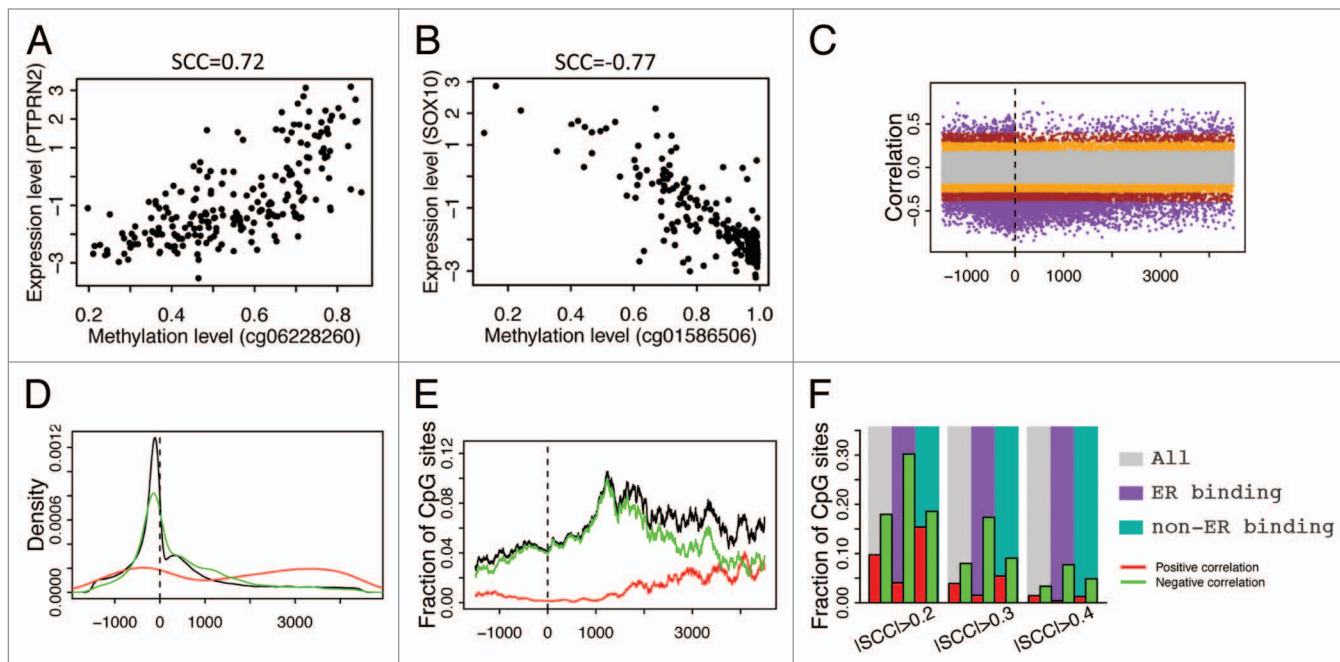 A
SCC=0.72
Expression level (PTPRN2)
3
2
1
-1
-3
0.2 0.4 0.6 0.8
Methylation level (cg06228260)
B
SCC=-0.77
Expression level (SOX10)
3
2
1
-1
-3
0.2 0.4 0.6 0.8 1.0
Methylation level (cg01586506)
C
Correlation
0.5
0.0
-0.5
-1000 0 1000 3000
D
Density
0.0012
0.0006
0.0000
-1000 0 1000 3000
E
Fraction of CpG sites
0.12
0.08
0.04
0.00
-1000 0 1000 3000
F
Fraction of CpG sites
0.30
0.20
0.10
0.00
|SCC|>0.2 |SCC|>0.3 |SCC|>0.4
All
ER binding
non-ER binding
Positive correlation
Negative correlation